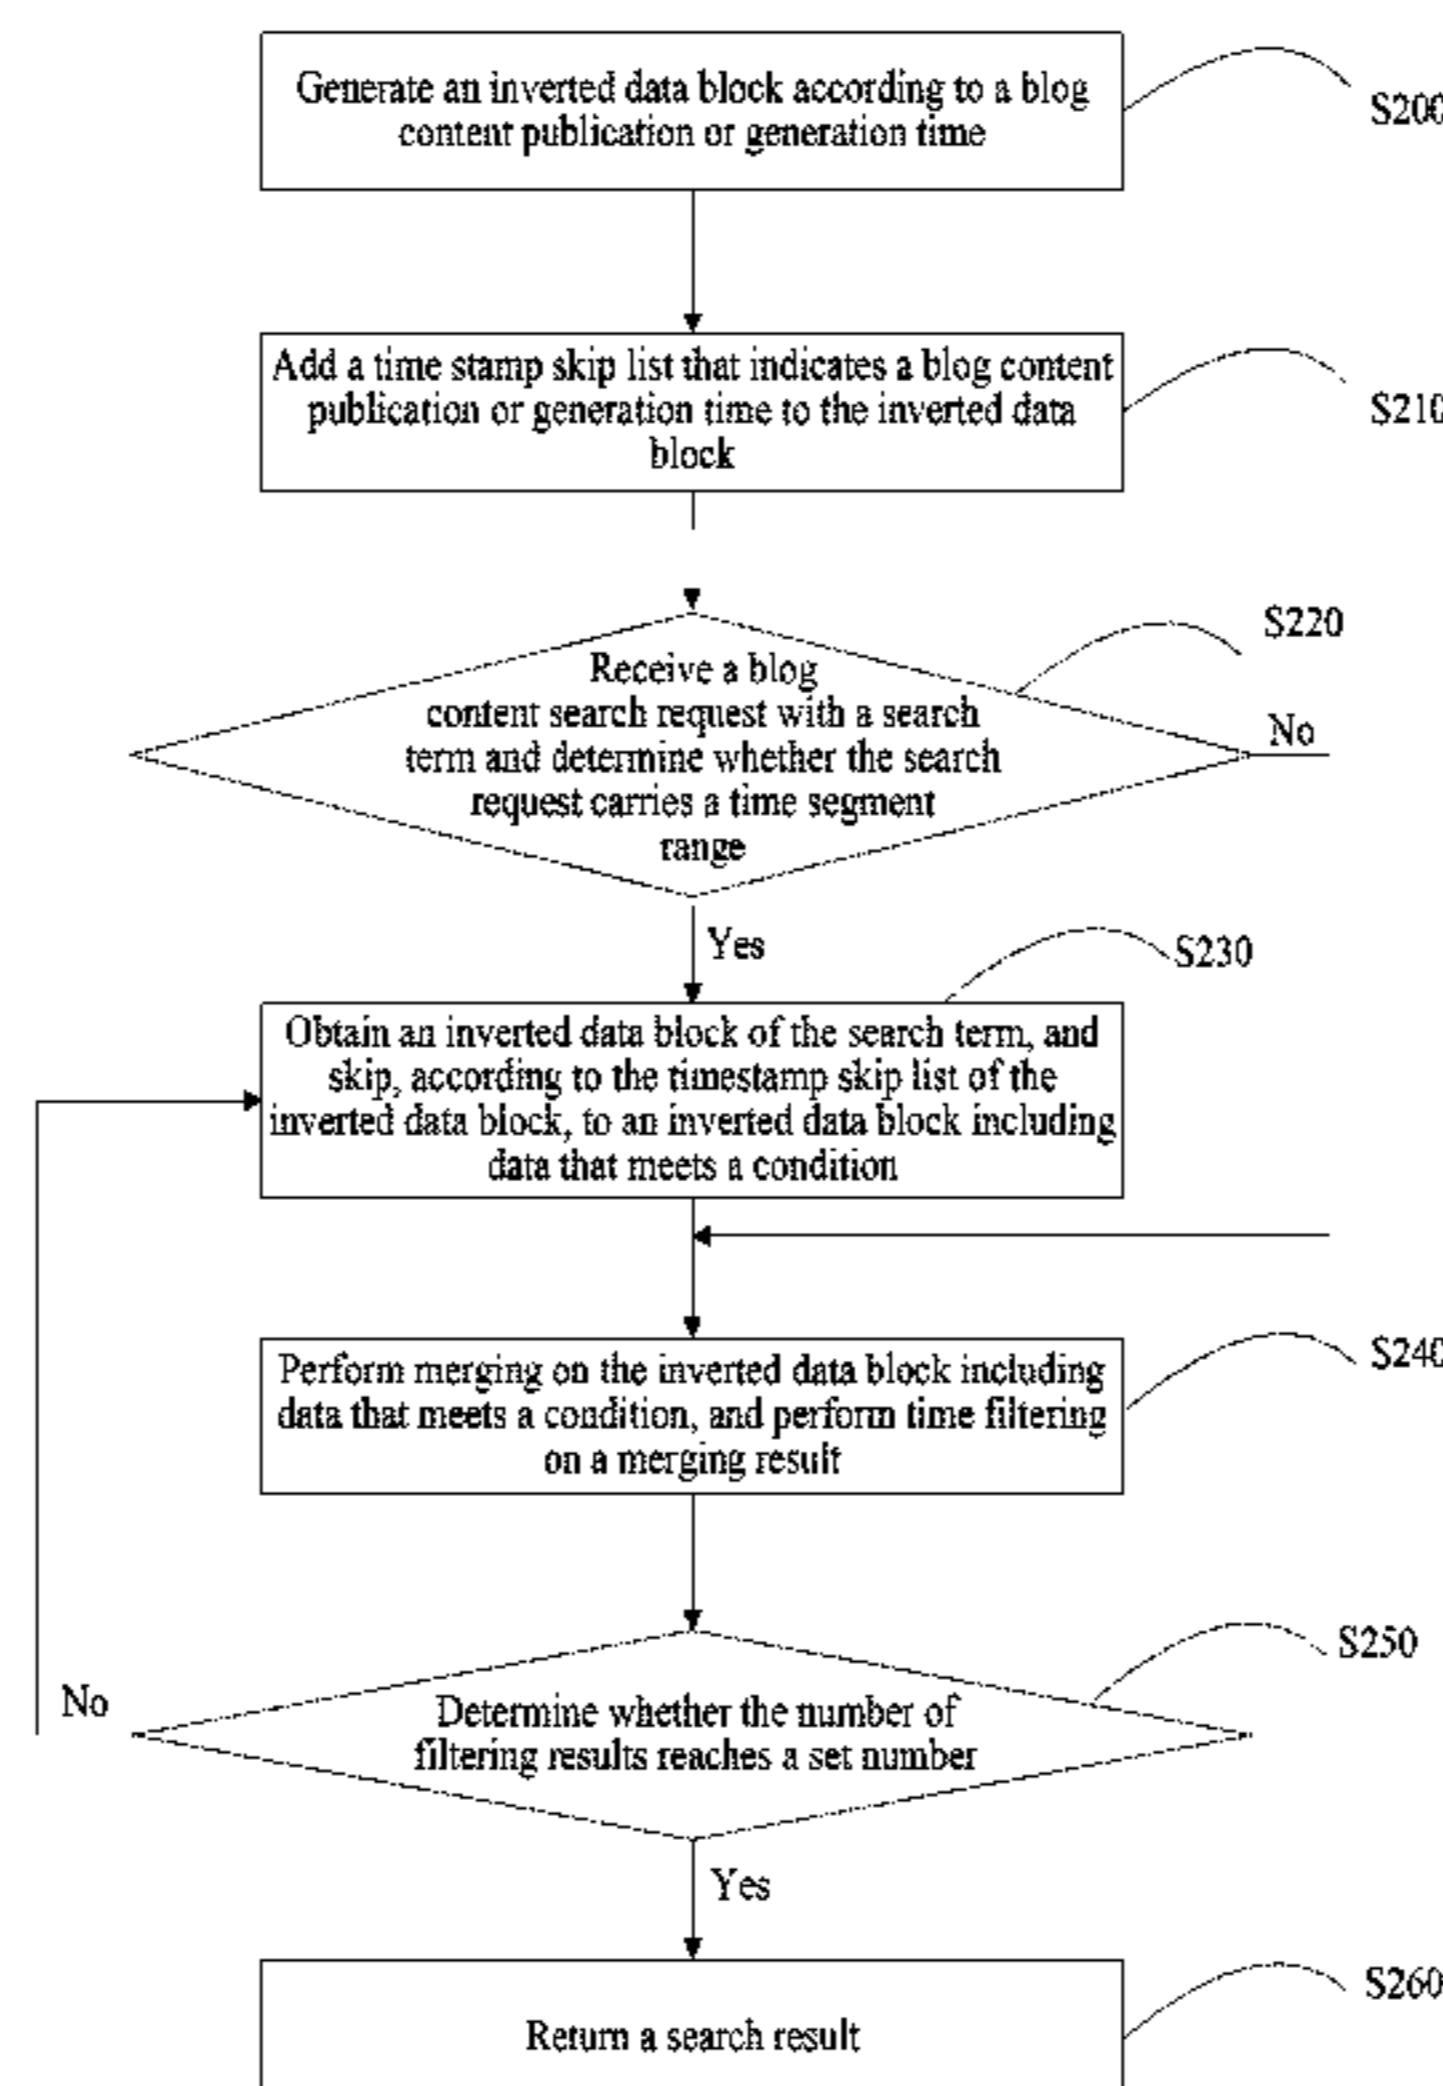 Generate an inverted data block according to a blog
content publication or generation time
S200
Add a time stamp skip list that indicates a blog content
publication or generation time to the inverted data
block
S210
S220
Receive a blog
content search request with a search
term and determine whether the search
request carries a time segment
range
No
Yes
S230
Obtain an inverted data block of the search term, and
skip, according to the timestamp skip list of the
inverted data block, to an inverted data block including
data that meets a condition
Perform merging on the inverted data block including
data that meets a condition, and perform time filtering
on a merging result
S240
S250
No
Determine whether the number of
filtering results reaches a set number
Yes
Return a search result
S260